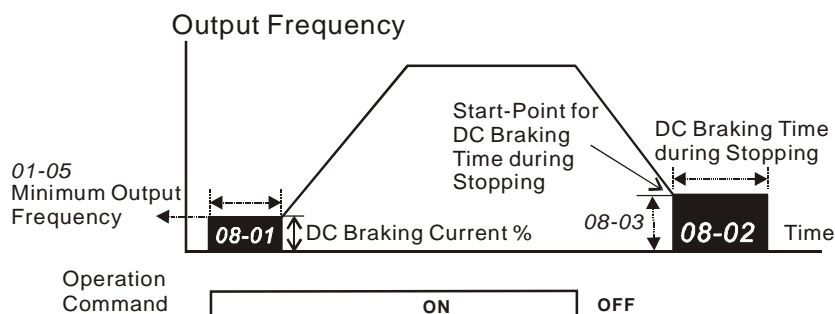 Output Frequency
Start-Point for
DC Braking
Time during
Stopping
DC Braking Time
during Stopping
01-05
Minimum Output
Frequency
08-01
DC Braking Current %
08-03
08-02
Time
Operation
Command
ON
OFF